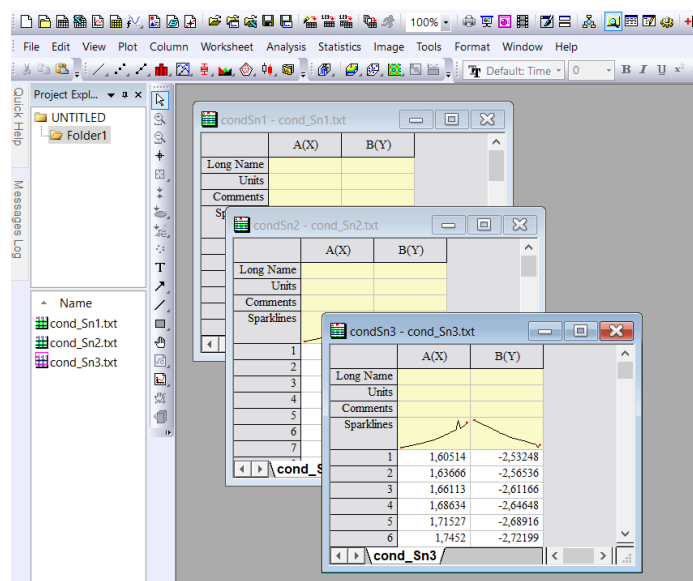 100%
File Edit View Plot Column Worksheet Analysis Statistics Image Tools Format Window Help
Default: Time 0 B I U x²
Quick Help
Messages Log
Project Expl...
UNTITLED
Folder1
Name
cond_Sn1.txt
cond_Sn2.txt
cond_Sn3.txt
condSn1 - cond_Sn1.txt
A(X) B(Y)
Long Name
Units
Comments
condSn2 - cond_Sn2.txt
A(X) B(Y)
Long Name
Units
Comments
Sparklines
1
2
3
4
5
6
7
cond_S
condSn3 - cond_Sn3.txt
A(X) B(Y)
Long Name
Units
Comments
Sparklines
1 1,60514 -2,53248
2 1,63666 -2,56536
3 1,66113 -2,61166
4 1,68634 -2,64648
5 1,71527 -2,68916
6 1,7452 -2,72199
cond_Sn3